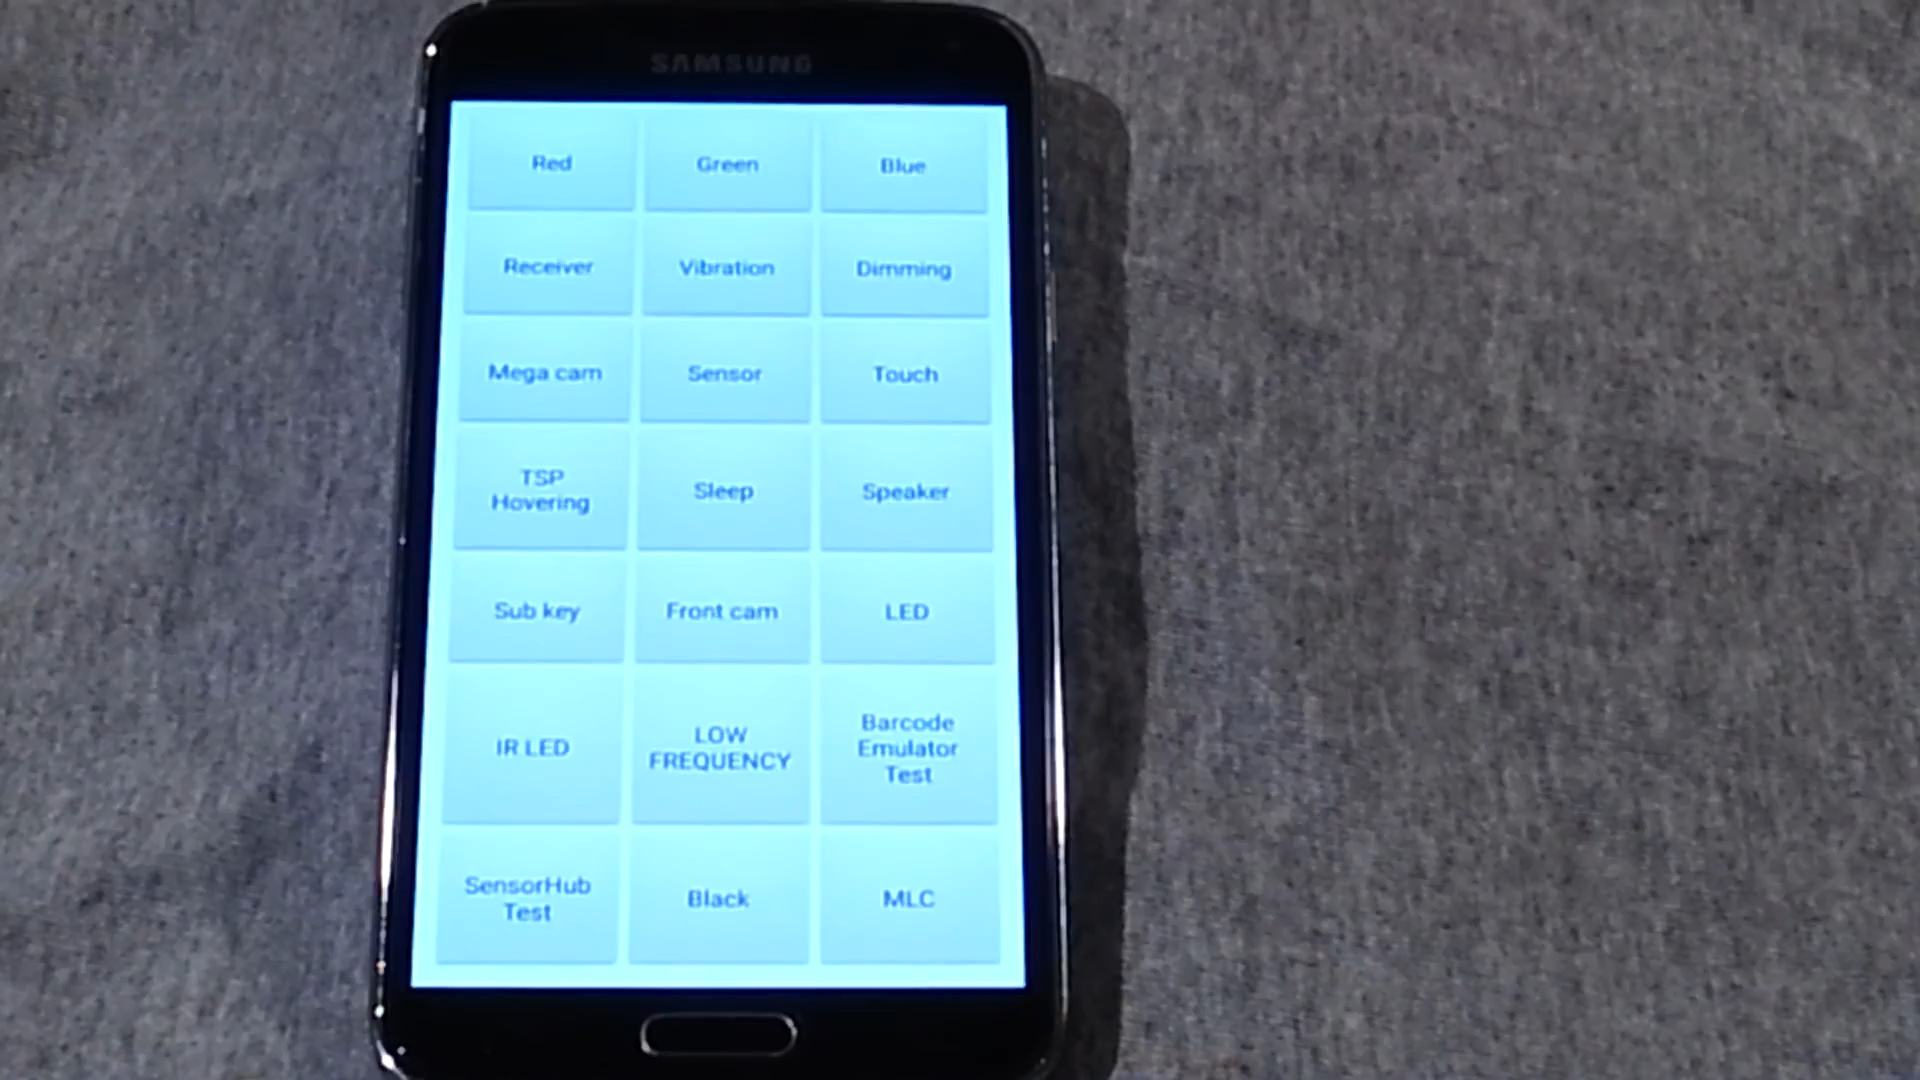 SAMSUNG
Red
Green
Blue
Receiver
Vibration
Dimming
Mega cam
Sensor
Touch
TSP
Hovering
Sleep
Speaker
Sub key
Front cam
LED
IR LED
LOW
FREQUENCY
Barcode
Emulator
Test
SensorHub
Test
Black
MLC